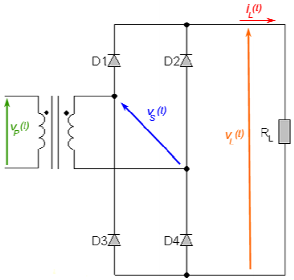 iL(t)
D1
D2
vP(t)
vS(t)
vL(t)
RL
D3
D4